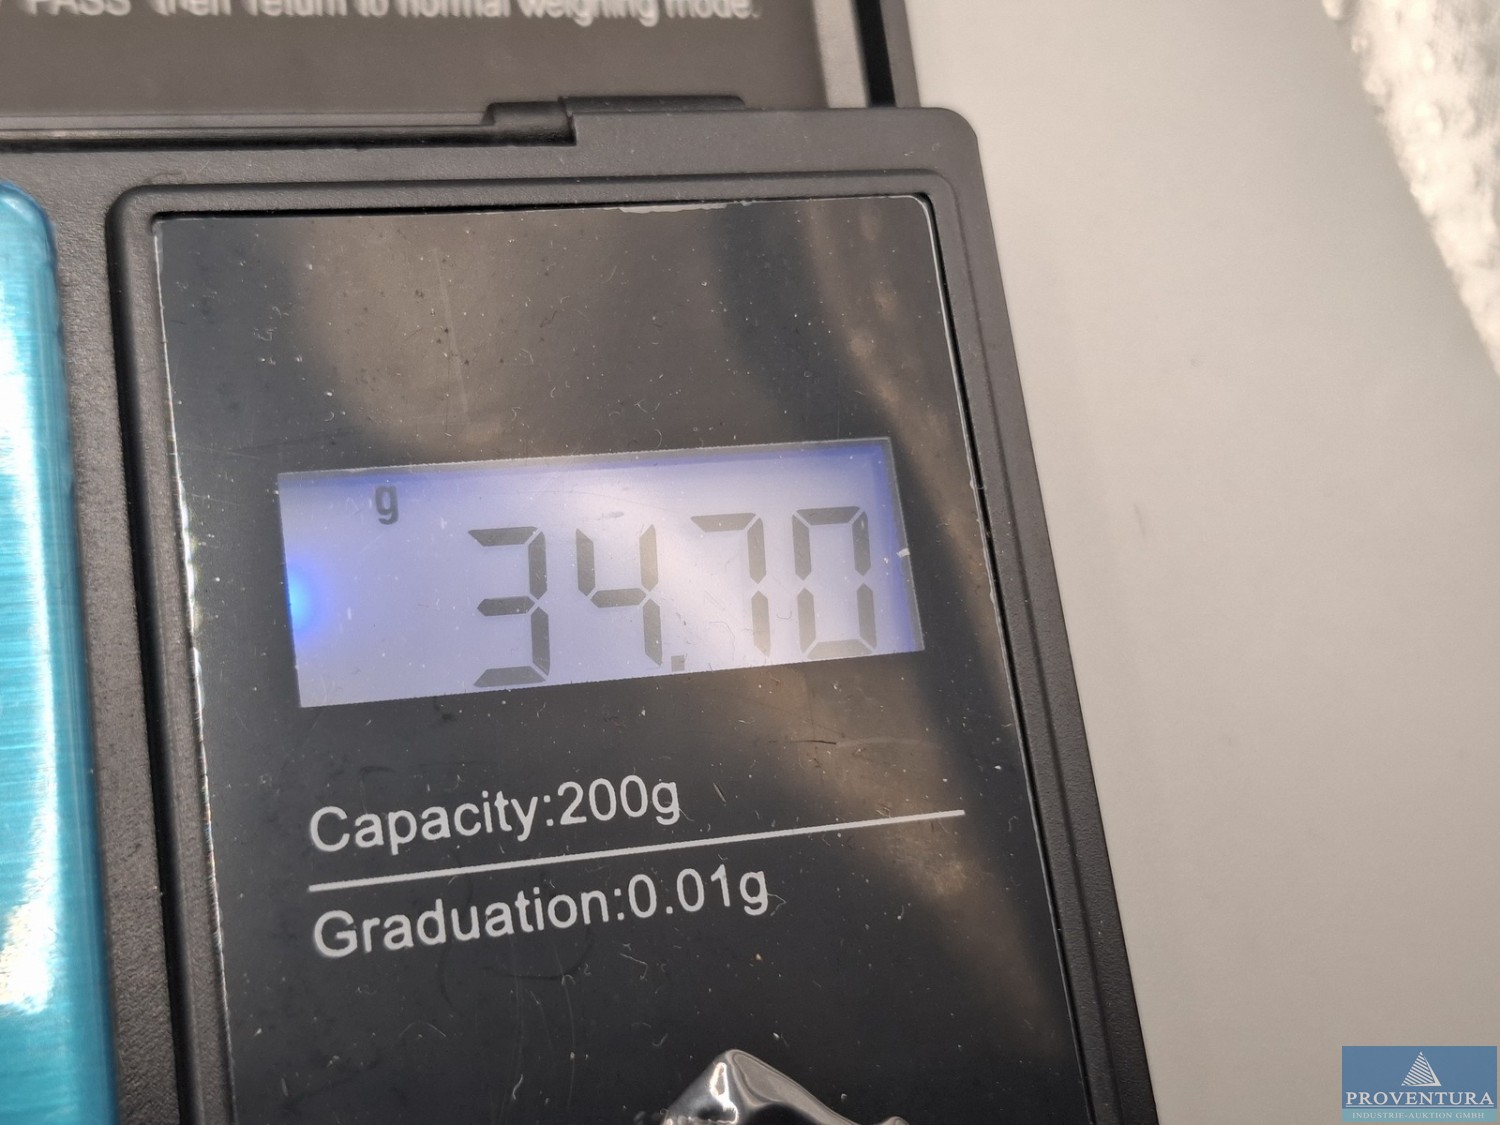 PASS" then return to normal weighing mode.
g
34.70
Capacity:200g
Graduation:0.01g
PROVENTURA
INDUSTRIE-AUKTION GMBH